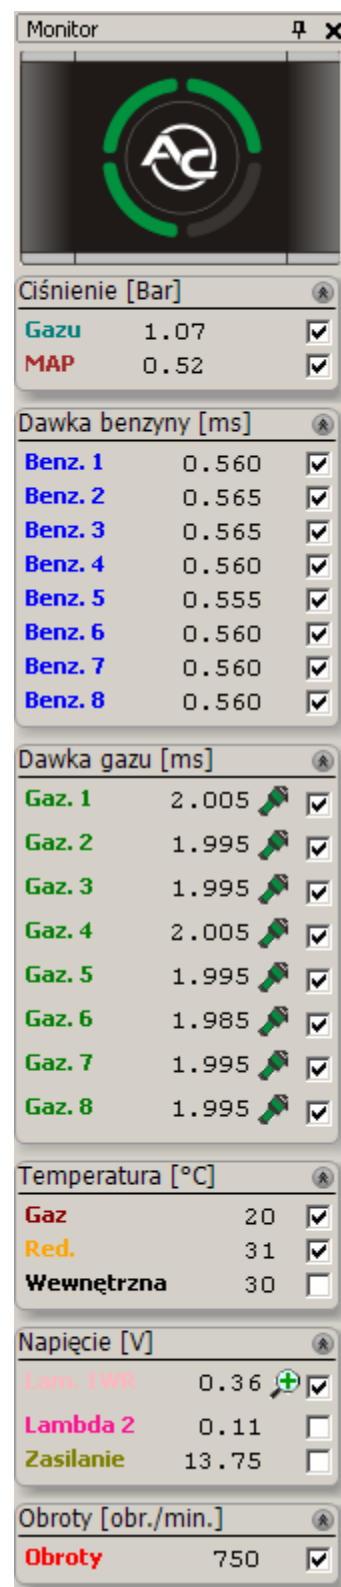 Monitor
AC
Ciśnienie [Bar]
Gazu 1.07
MAP 0.52
Dawka benzyny [ms]
Benz. 1 0.560
Benz. 2 0.565
Benz. 3 0.565
Benz. 4 0.560
Benz. 5 0.555
Benz. 6 0.560
Benz. 7 0.560
Benz. 8 0.560
Dawka gazu [ms]
Gaz. 1 2.005
Gaz. 2 1.995
Gaz. 3 1.995
Gaz. 4 2.005
Gaz. 5 1.995
Gaz. 6 1.985
Gaz. 7 1.995
Gaz. 8 1.995
Temperatura [°C]
Gaz 20
Red. 31
Wewnętrzna 30
Napięcie [V]
Lam. 1WR 0.36
Lambda 2 0.11
Zasilanie 13.75
Obroty [obr./min.]
Obroty 750